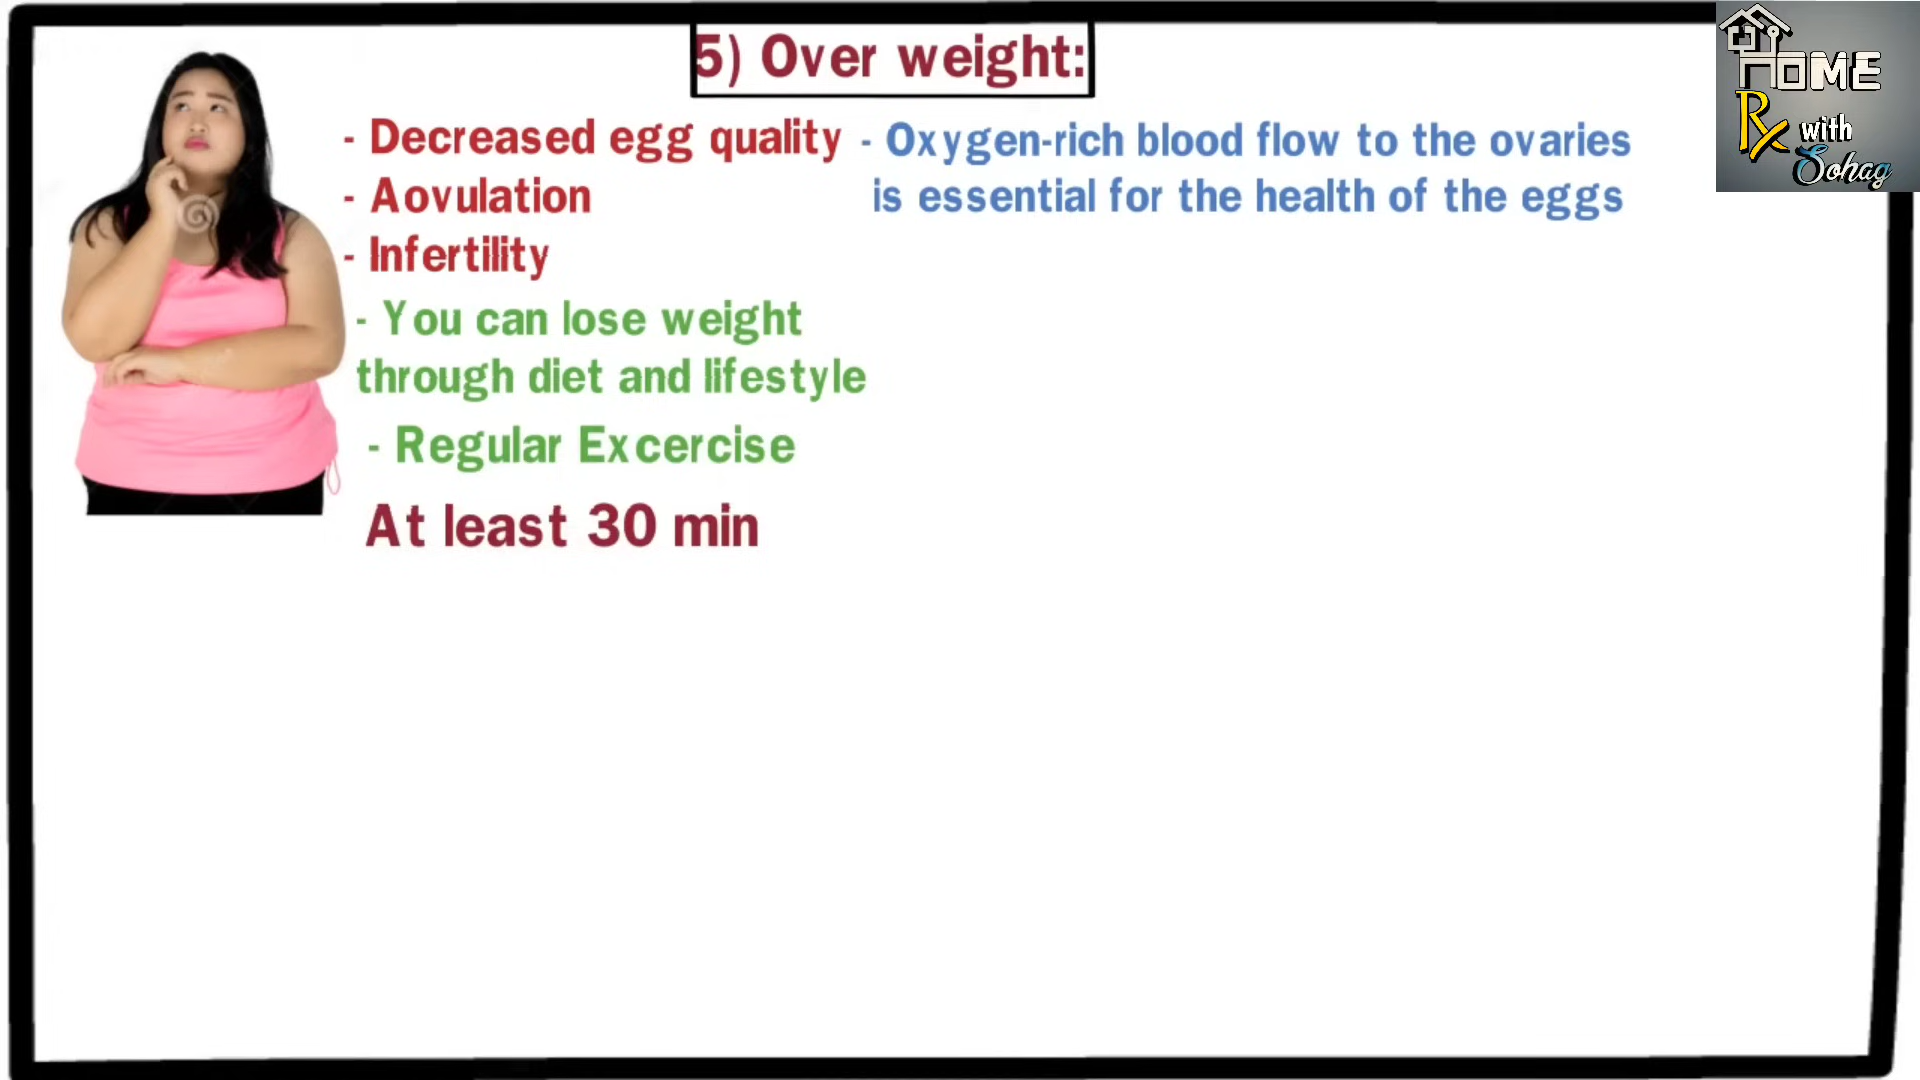 5) Over weight:
- Decreased egg quality
- Aovulation
- Infertility
- You can lose weight
through diet and lifestyle
- Regular Excercise
At least 30 min
- Oxygen-rich blood flow to the ovaries
is essential for the health of the eggs
HOME
Rx with
Sohag